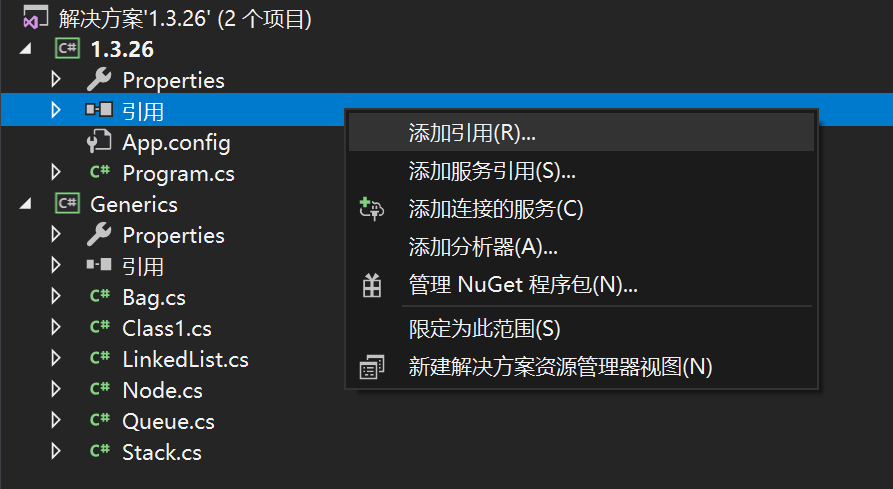 解决方案'1.3.26' (2 个项目)
C# 1.3.26
Properties
引用
App.config
C# Program.cs
C# Generics
Properties
引用
C# Bag.cs
C# Class1.cs
C# LinkedList.cs
C# Node.cs
C# Queue.cs
C# Stack.cs
添加引用(R)...
添加服务引用(S)...
添加连接的服务(C)
添加分析器(A)...
管理 NuGet 程序包(N)...
限定为此范围(S)
新建解决方案资源管理器视图(N)